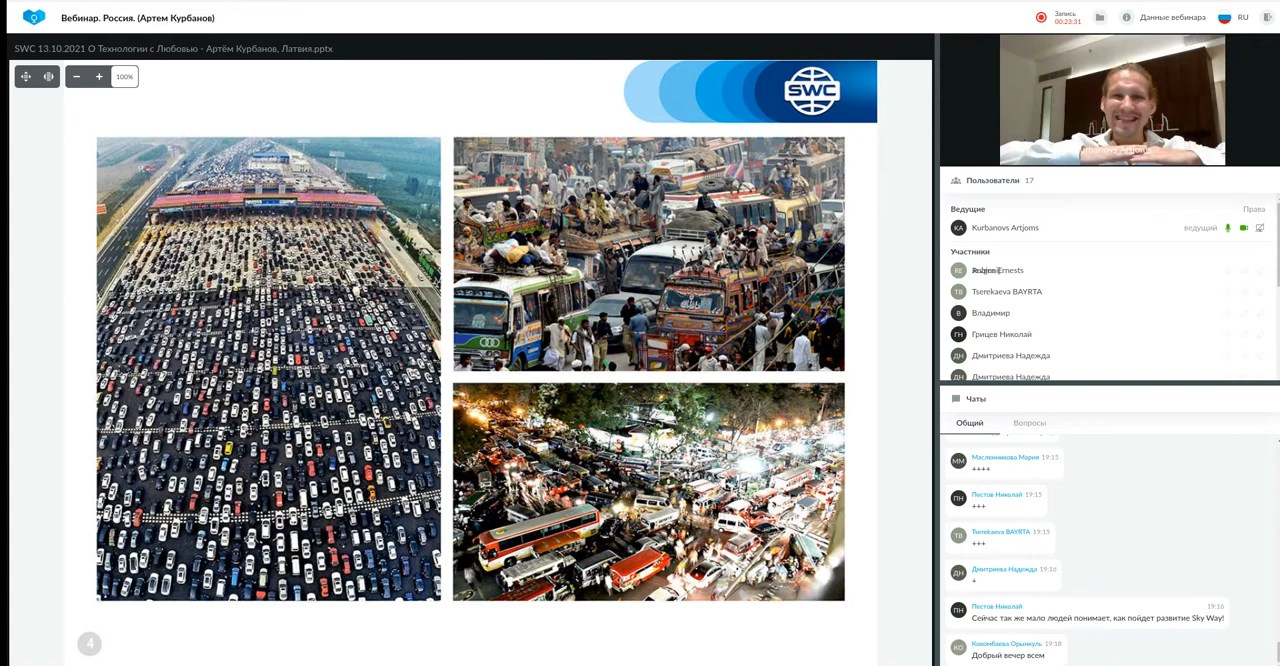 Вебинар. Россия. (Артем Курбанов)
Запись
00:23:31
Данные вебинара
RU
SWC 13.10.2021 О Технологии с Любовью - Артём Курбанов, Латвия.pptx
100%
SWC
4
Пользователи 17
Ведущие
Права
KA
Kurbanovs Artjoms
ведущий
Участники
RE
Ernests
TB
Tserekaeva BAYRTA
В
Владимир
ГН
Грицев Николай
ДН
Дмитриева Надежда
ДН
Дмитриева Надежда
Чаты
Общий
Вопросы
ММ
Масленникова Мария 19:15
++++
ПН
Пестов Николай 19:15
+++
TB
Tserekaeva BAYRTA 19:15
+++
ДН
Дмитриева Надежда 19:16
+
ПН
Пестов Николай 19:16
Сейчас так же мало людей понимает, как пойдет развитие Sky Way!
КО
Кокомбаева Орынкуль 19:18
Добрый вечер всем